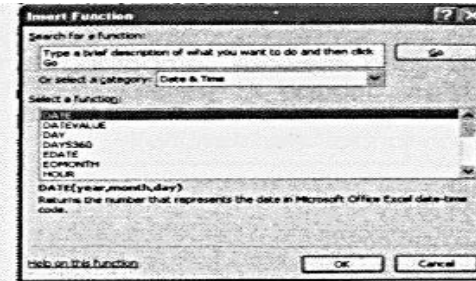 Insert Function
Search for a function:
Type a brief description of what you want to do and then click Go
Go
Or select a category: Date & Time
Select a function:
DATE
DATEVALUE
DAY
DAYS360
EDATE
EOMONTH
HOUR
DATE(year,month,day)
Returns the number that represents the date in Microsoft Office Excel date-time
code.
Help on this function
OK
Cancel